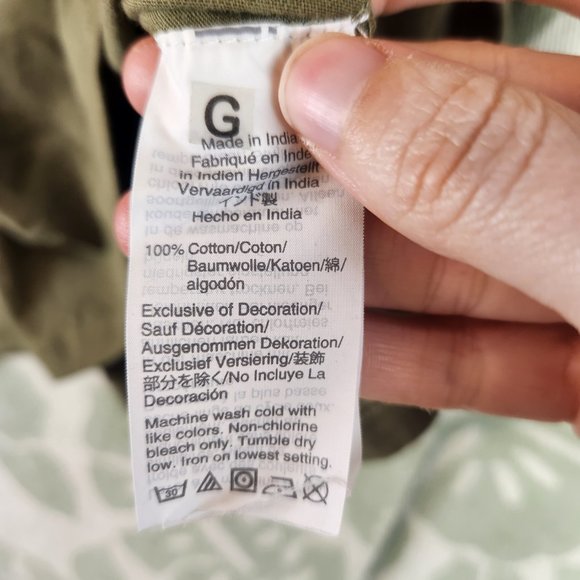 G
Made in India
Fabriqué en Inde
in Indien Hergestellt
Vervaardigd in India
インド製
Hecho en India
100% Cotton/Coton/
Baumwolle/Katoen/綿/
algodón
Exclusive of Decoration/
Sauf Décoration/
Ausgenommen Dekoration/
Exclusief Versiering/装飾
部分を除く/No Incluye La
Decoración
Machine wash cold with
like colors. Non-chlorine
bleach only. Tumble dry
low. Iron on lowest setting.
30